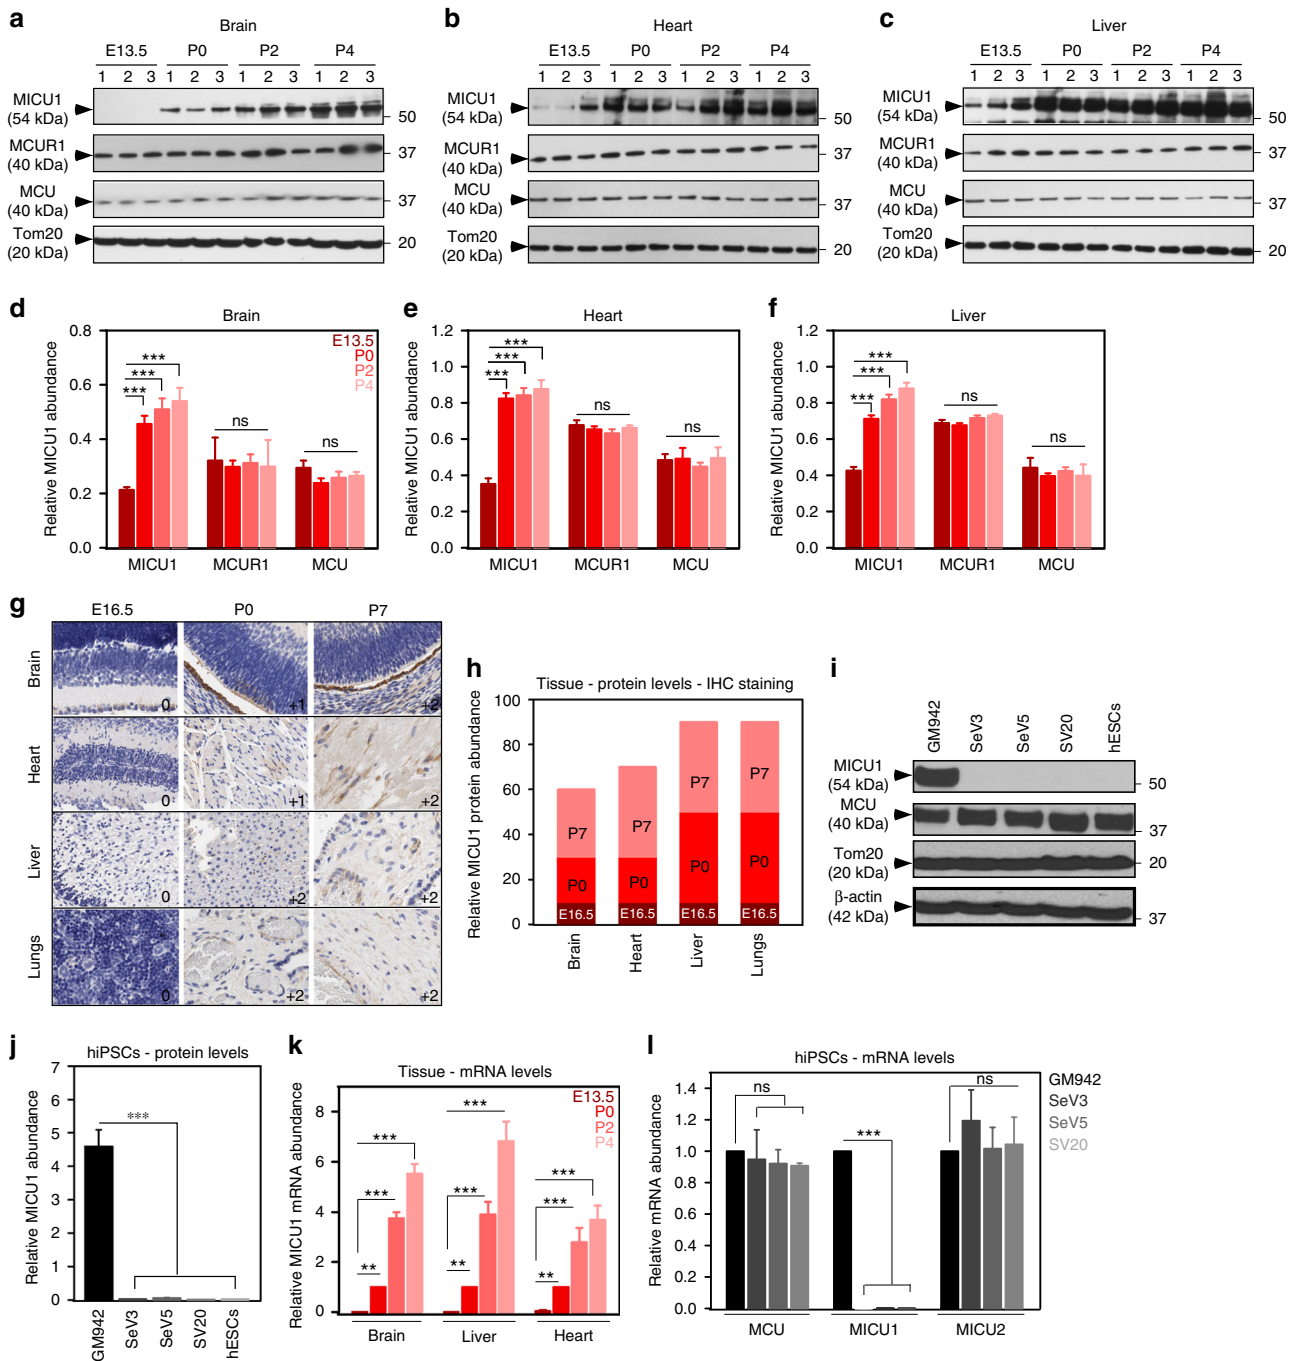 a
Brain
E13.5 P0 P2 P4
1 2 3 1 2 3 1 2 3 1 2 3
MICU1
(54 kDa)
50
MCUR1
(40 kDa)
37
MCU
(40 kDa)
37
Tom20
(20 kDa)
20
b
Heart
E13.5 P0 P2 P4
1 2 3 1 2 3 1 2 3 1 2 3
MICU1
(54 kDa)
50
MCUR1
(40 kDa)
37
MCU
(40 kDa)
37
Tom20
(20 kDa)
20
c
Liver
E13.5 P0 P2 P4
1 2 3 1 2 3 1 2 3 1 2 3
MICU1
(54 kDa)
50
MCUR1
(40 kDa)
37
MCU
(40 kDa)
37
Tom20
(20 kDa)
20
d
Brain
Relative MICU1 abundance
0.8
0.6
0.4
0.2
0.0
E13.5
P0
P2
P4
***
***
***
ns
ns
MICU1 MCUR1 MCU
e
Heart
Relative MICU1 abundance
1.2
1.0
0.8
0.6
0.4
0.2
0.0
***
***
***
ns
ns
MICU1 MCUR1 MCU
f
Liver
Relative MICU1 abundance
1.2
1.0
0.8
0.6
0.4
0.2
0.0
***
***
***
ns
ns
MICU1 MCUR1 MCU
g
E16.5 P0 P7
Brain
0 +1 +2
Heart
0 +1 +2
Liver
0 +2 +2
Lungs
0 +2 +2
h
Tissue - protein levels - IHC staining
Relative MICU1 protein abundance
100
80
60
40
20
0
P7 P7 P7 P7
P0 P0 P0 P0
E16.5 E16.5 E16.5 E16.5
Brain Heart Liver Lungs
i
GM942 SeV3 SeV5 SV20 hESCs
MICU1
(54 kDa)
50
MCU
(40 kDa)
37
Tom20
(20 kDa)
20
β-actin
(42 kDa)
37
j
hiPSCs - protein levels
Relative MICU1 abundance
7
6
5
4
3
2
1
0
***
GM942 SeV3 SeV5 SV20 hESCs
k
Tissue - mRNA levels
Relative MICU1 mRNA abundance
8
6
4
2
0
E13.5
P0
P2
P4
***
***
**
***
***
**
***
***
**
Brain Liver Heart
l
hiPSCs - mRNA levels
Relative mRNA abundance
1.4
1.2
1.0
0.8
0.6
0.4
0.2
0.0
ns
***
ns
GM942
SeV3
SeV5
SV20
MCU MICU1 MICU2